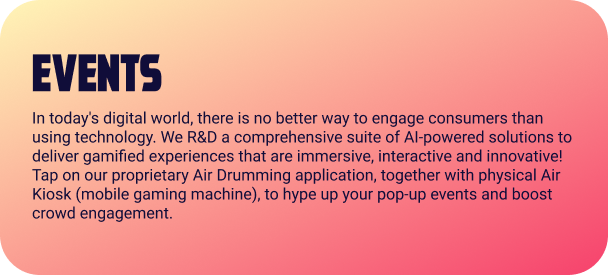 EVENTS
In today's digital world, there is no better way to engage consumers than
using technology. We R&D a comprehensive suite of AI-powered solutions to
deliver gamified experiences that are immersive, interactive and innovative!
Tap on our proprietary Air Drumming application, together with physical Air
Kiosk (mobile gaming machine), to hype up your pop-up events and boost
crowd engagement.